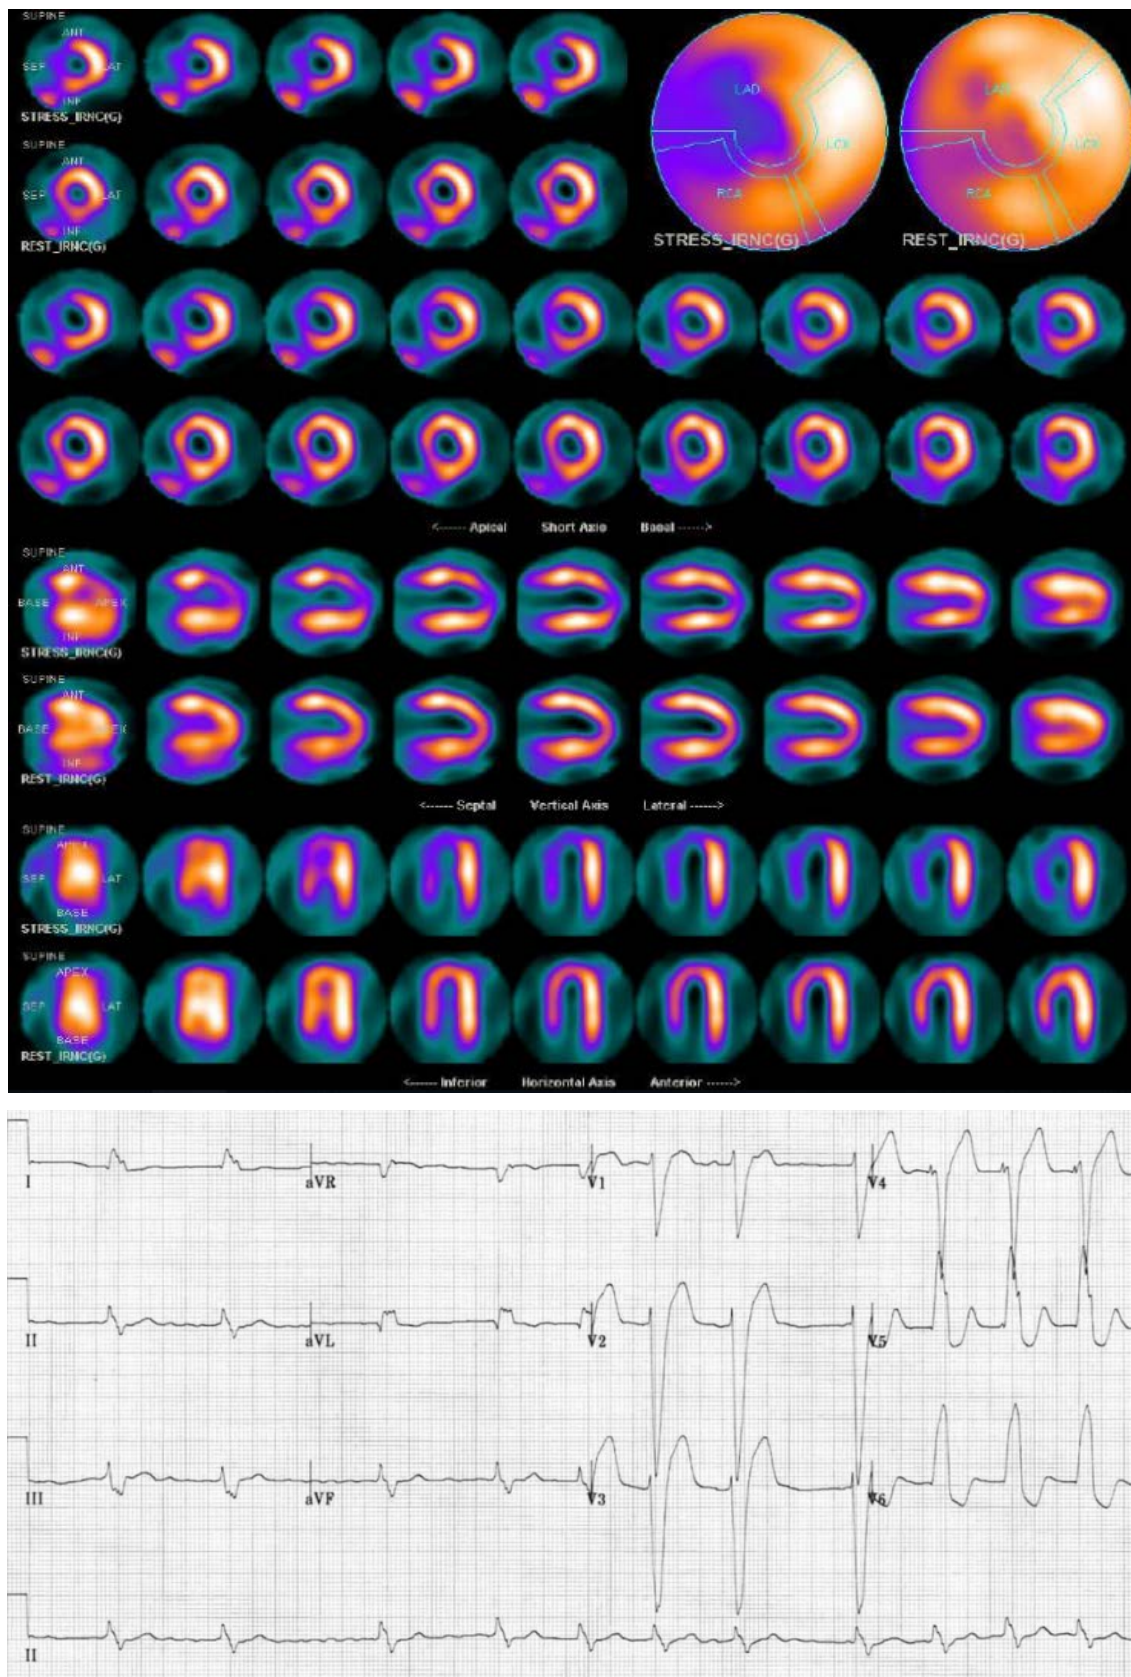 SUPINE
ANT
SEP LAT
INF
STRESS_IRNC(G)
SUPINE
ANT
SEP LAT
INF
REST_IRNC(G)
LAD
LCX
RCA
STRESS_IRNC(G)
LAD
LCX
RCA
REST_IRNC(G)
<------ Apical Short Axis Basal ------>
SUPINE
ANT
BASE APEX
INF
STRESS_IRNC(G)
SUPINE
ANT
BASE APEX
INF
REST_IRNC(G)
<------ Septal Vertical Axis Lateral ------>
SUPINE
APEX
SEP LAT
BASE
STRESS_IRNC(G)
SUPINE
APEX
SEP LAT
BASE
REST_IRNC(G)
<------ Inferior Horizontal Axis Anterior ------>
I aVR V1 V4
II aVL V2 V5
III aVF V3 V6
II